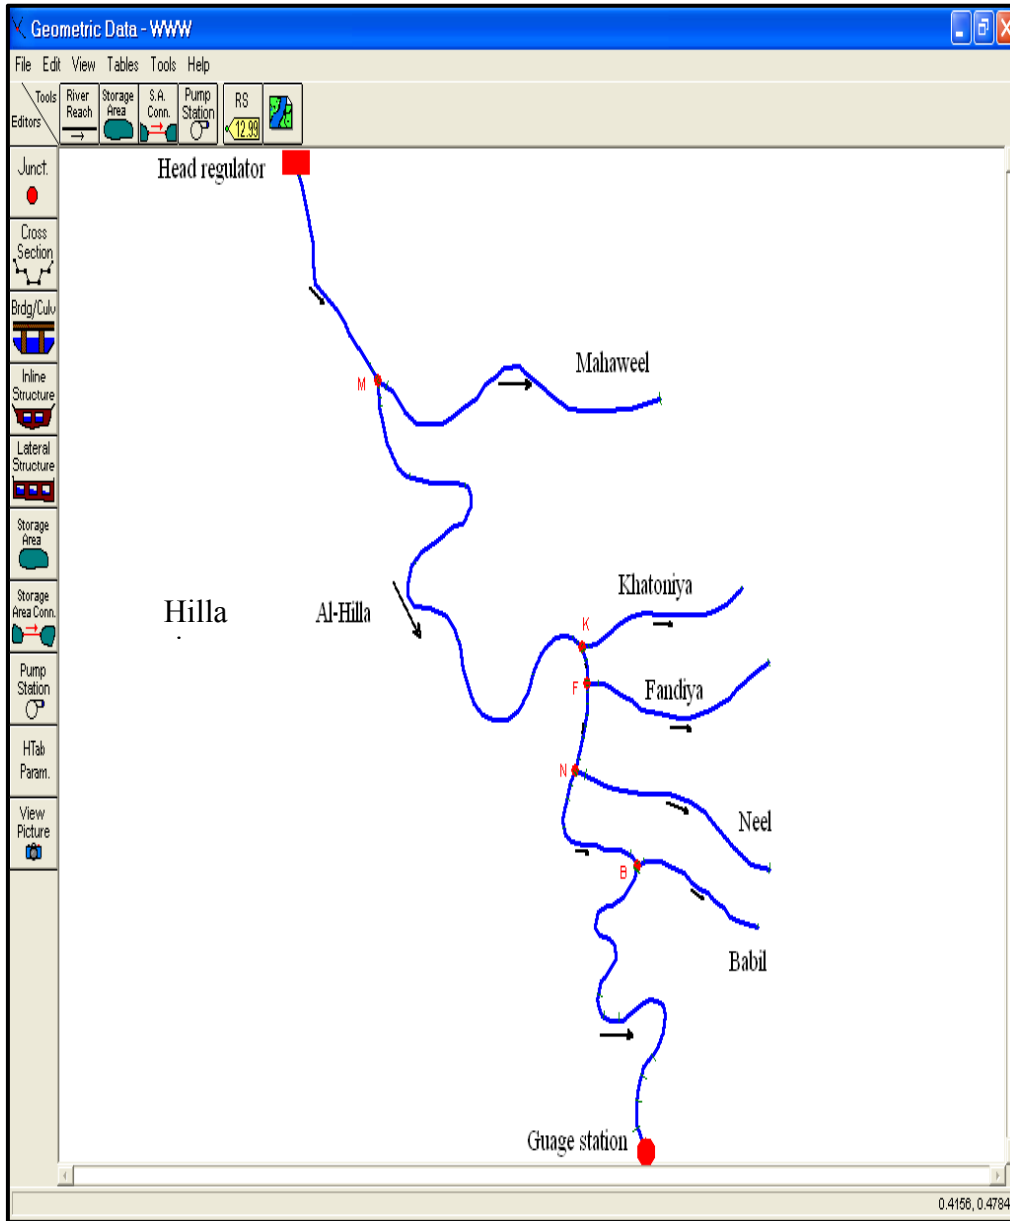 Geometric Data - WWW
File Edit View Tables Tools Help
Tools
Editors
River
Reach
Storage
Area
S.A.
Conn.
Pump
Station
RS
12.99
Junct.
Cross
Section
Brdg/Culv
Inline
Structure
Lateral
Structure
Storage
Area
Storage
Area Conn.
Pump
Station
HTab
Param.
View
Picture
Head regulator
M
Mahaweel
Hilla
Al-Hilla
Khatoniya
K
F
Fandiya
N
Neel
B
Babil
Guage station
0.4156, 0.4784